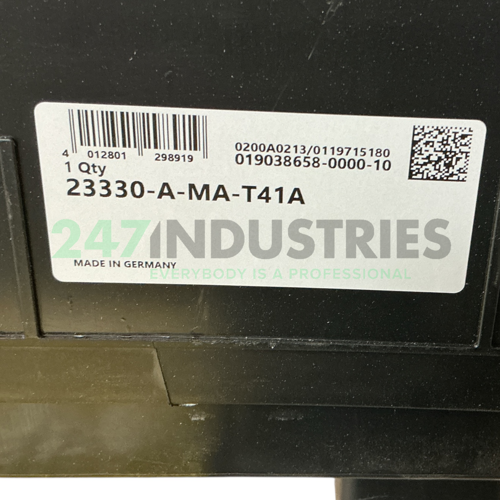 4 012801 298919
0200A0213/0119715180
019038658-0000-10
1 Qty
23330-A-MA-T41A
247INDUSTRIES
EVERYBODY IS A PROFESSIONAL
MADE IN GERMANY